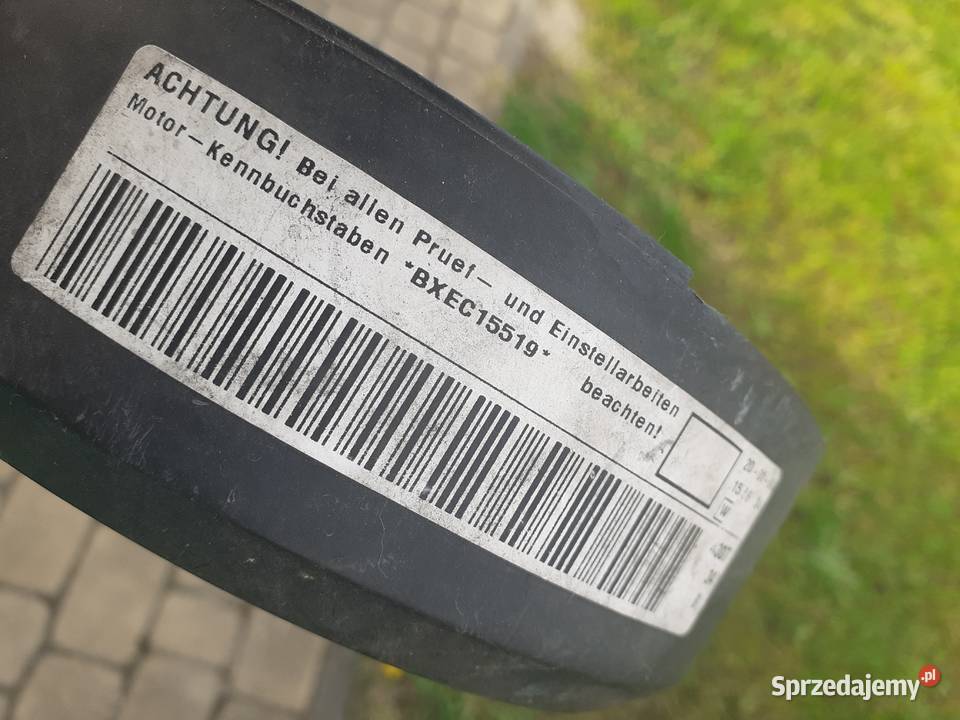 ACHTUNG! Bei allen Pruef- und Einstellarbeiten
Motor-Kennbuchstaben *BXEC15519* beachten!
Sprzedajemy.pl